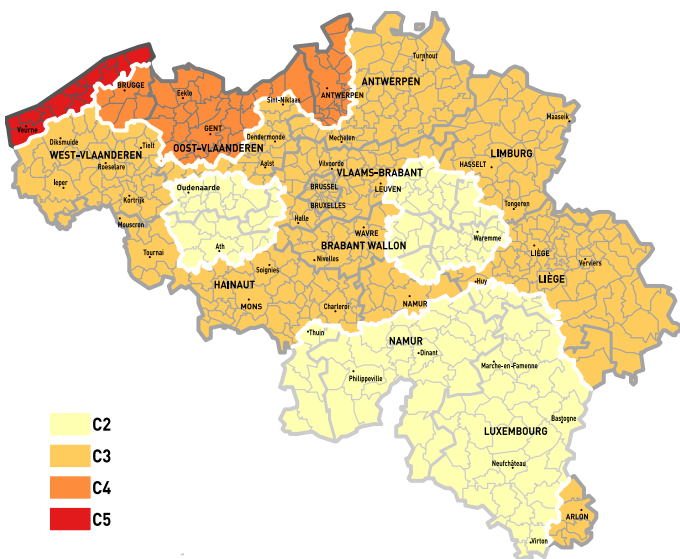 Turnhout
ANTWERPEN
BRUGGE
Eeklo
ANTWERPEN
Sint-Niklaas
Maaseik
Veurne
GENT
Diksmuide
Tielt
Dendermonde
Mechelen
WEST-VLAANDEREN
OOST-VLAANDEREN
LIMBURG
Roeselare
Aalst
Vilvoorde
HASSELT
VLAAMS-BRABANT
Ieper
Oudenaarde
BRUSSEL
LEUVEN
Kortrijk
BRUXELLES
Tongeren
Mouscron
Halle
WAVRE
Waremme
Ath
BRABANT WALLON
Tournai
Nivelles
LIÈGE
Verviers
Soignies
HAINAUT
Huy
LIÈGE
MONS
Charleroi
NAMUR
Thuin
NAMUR
Dinant
Marche-en-Famenne
Philippeville
Bastogne
LUXEMBOURG
Neufchâteau
ARLON
Virton
C2
C3
C4
C5